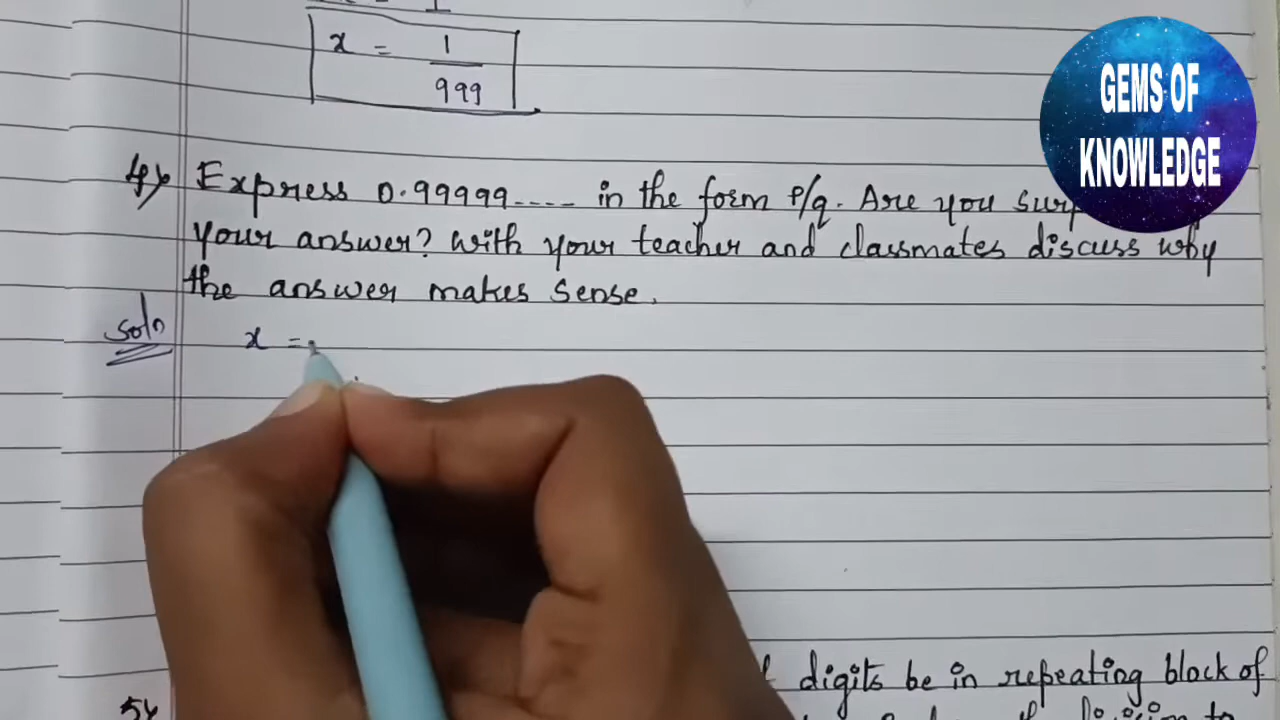 x = 1
999
GEMS OF
KNOWLEDGE
4) Express 0.99999.... in the form p/q. Are you
your answer? With your teacher and classmates discuss why
the answer makes sense.
Soln x =
digits be in repeating block of
5)